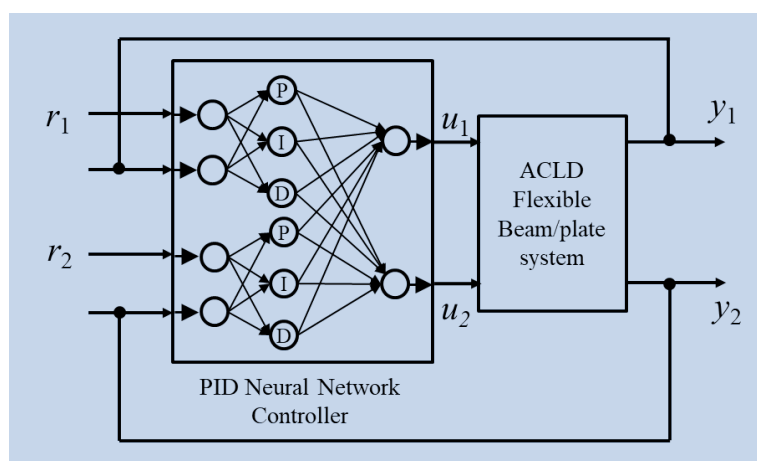 r1
r2
P
I
D
P
I
D
u1
u2
ACLD
Flexible
Beam/plate
system
y1
y2
PID Neural Network
Controller